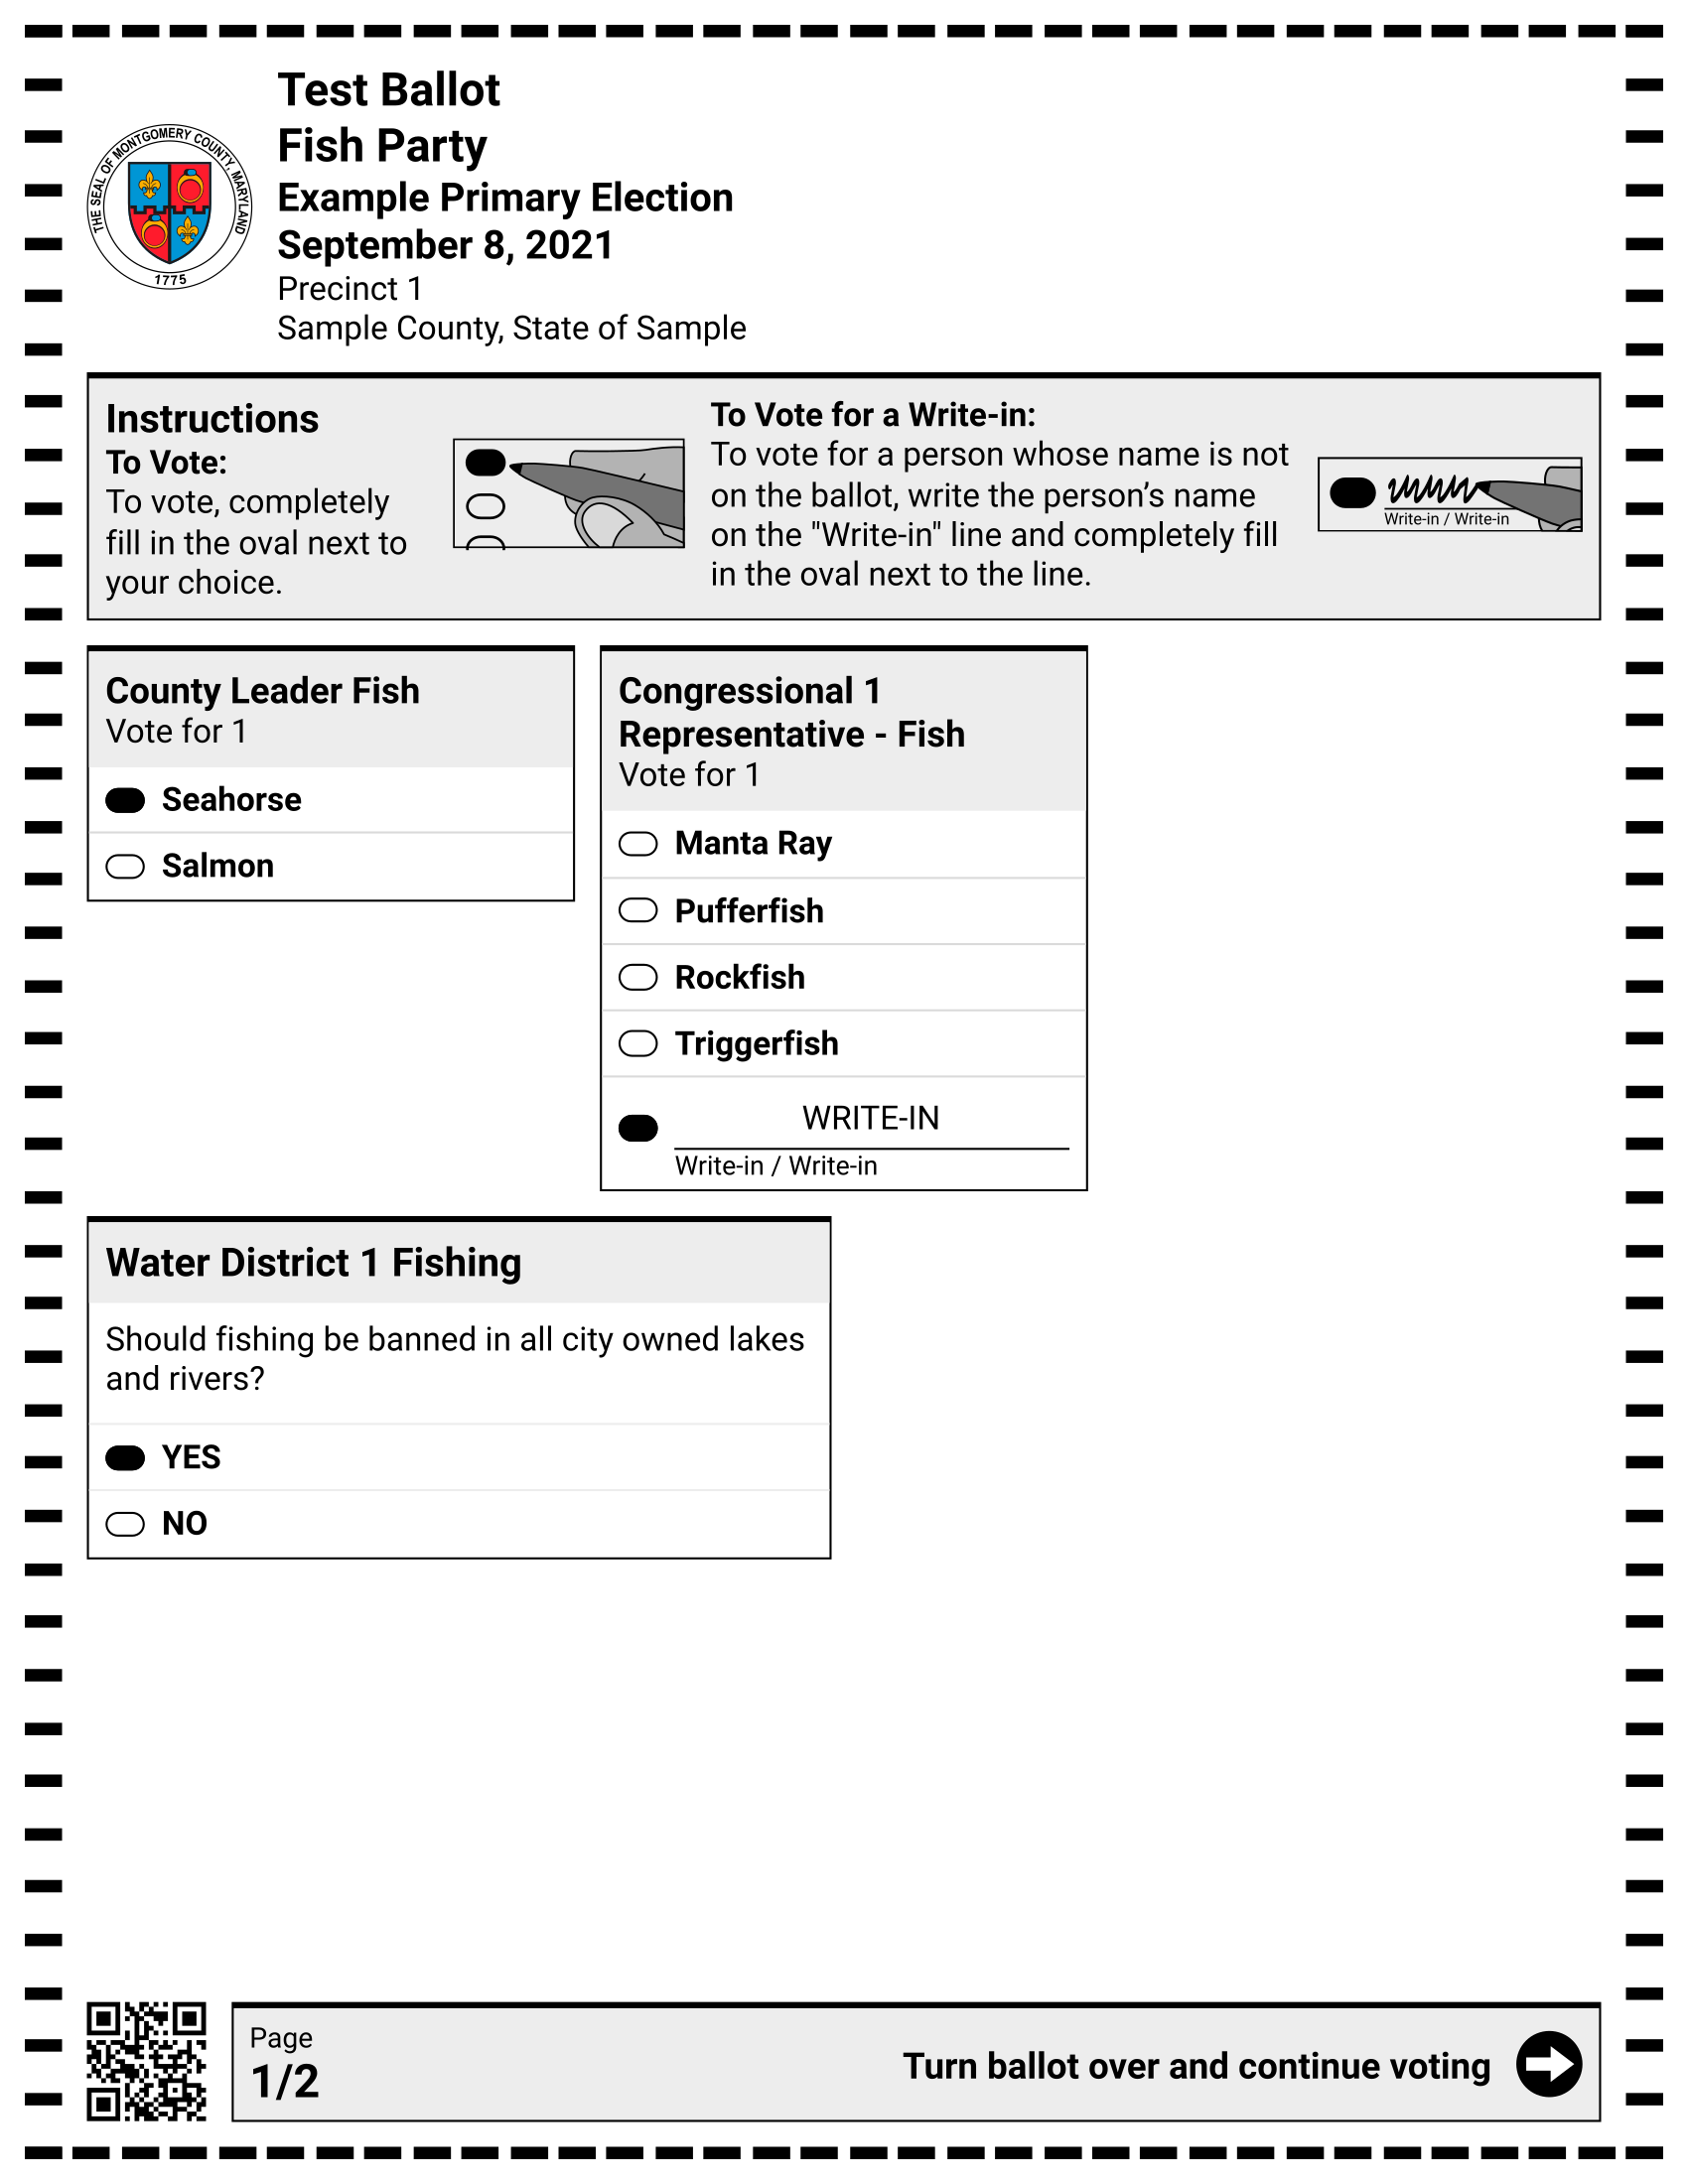 THE SEAL OF MONTGOMERY COUNTY, MARYLAND
1775
Test Ballot
Fish Party
Example Primary Election
September 8, 2021
Precinct 1
Sample County, State of Sample
Instructions
To Vote:
To vote, completely
fill in the oval next to
your choice.
To Vote for a Write-in:
To vote for a person whose name is not
on the ballot, write the person’s name
on the "Write-in" line and completely fill
in the oval next to the line.
Write-in / Write-in
County Leader Fish
Vote for 1
Seahorse
Salmon
Congressional 1
Representative - Fish
Vote for 1
Manta Ray
Pufferfish
Rockfish
Triggerfish
WRITE-IN
Write-in / Write-in
Water District 1 Fishing
Should fishing be banned in all city owned lakes
and rivers?
YES
NO
Page
1/2
Turn ballot over and continue voting